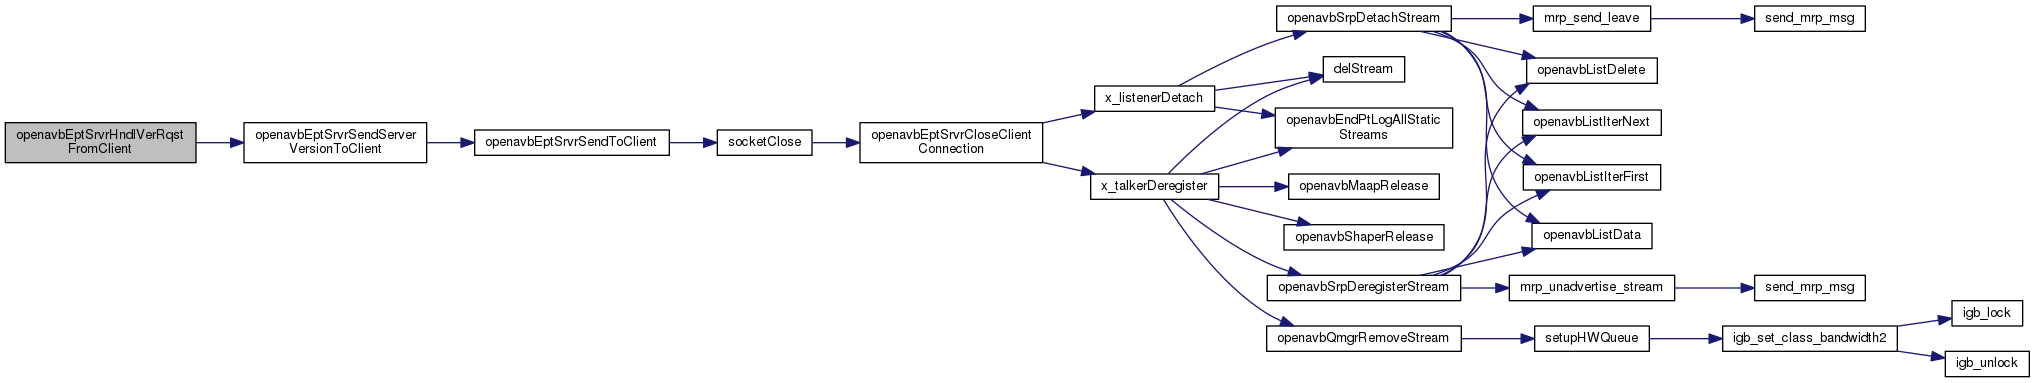 openavbEptSrvrHndlVerRqst
FromClient
openavbEptSrvrSendServer
VersionToClient
openavbEptSrvrSendToClient
socketClose
openavbEptSrvrCloseClient
Connection
x_listenerDetach
x_talkerDeregister
openavbSrpDetachStream
delStream
openavbEndPtLogAllStatic
Streams
openavbMaapRelease
openavbShaperRelease
openavbSrpDeregisterStream
openavbQmgrRemoveStream
mrp_send_leave
openavbListDelete
openavbListIterNext
openavbListIterFirst
openavbListData
mrp_unadvertise_stream
setupHWQueue
send_mrp_msg
send_mrp_msg
igb_set_class_bandwidth2
igb_lock
igb_unlock